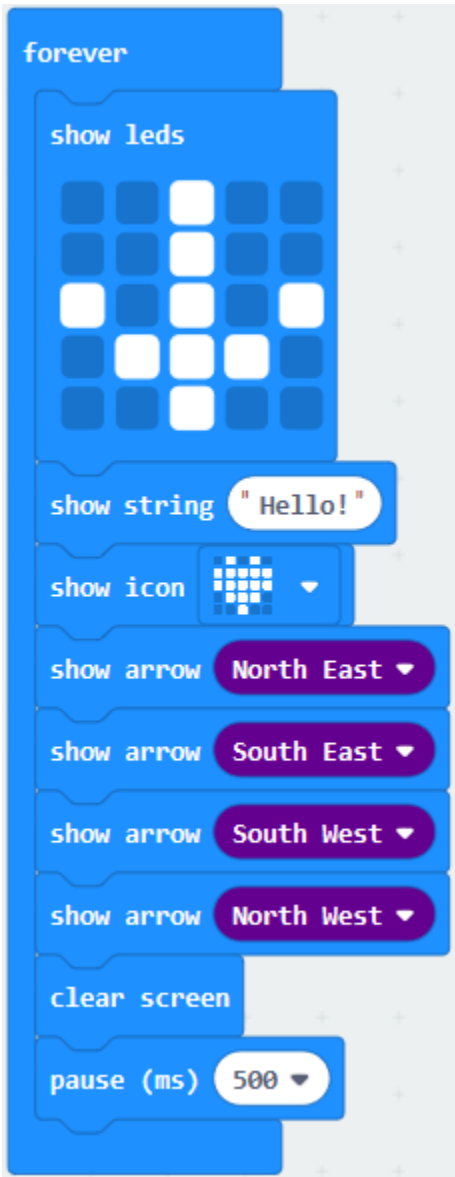 forever
show leds
show string "Hello!"
show icon
show arrow North East
show arrow South East
show arrow South West
show arrow North West
clear screen
pause (ms) 500